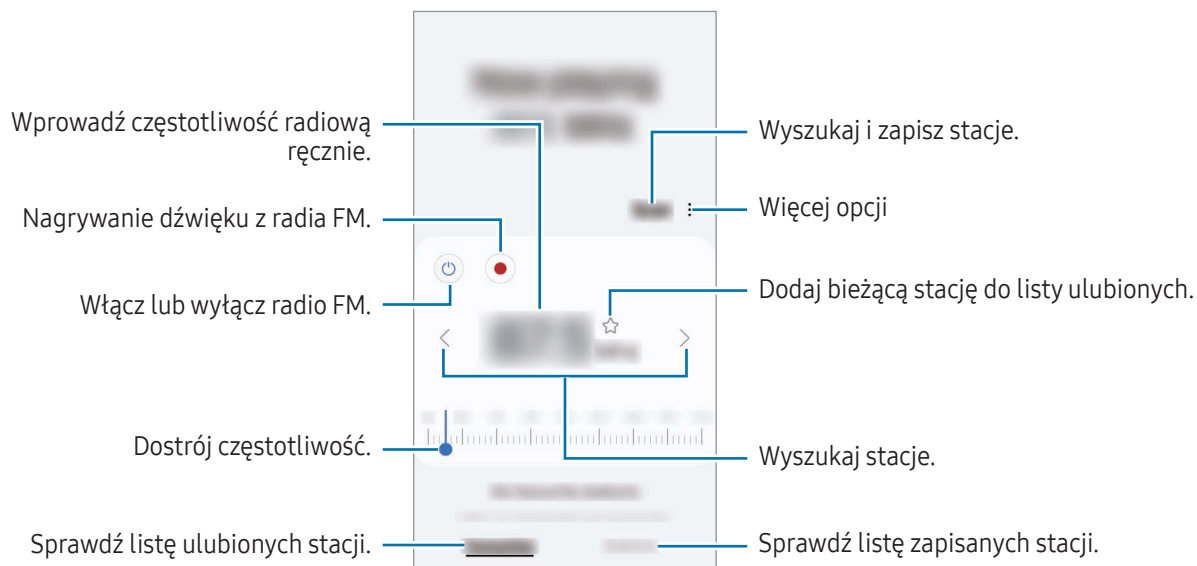 Wprowadź częstotliwość radiową
ręcznie.
Nagrywanie dźwięku z radia FM.
Włącz lub wyłącz radio FM.
Dostrój częstotliwość.
Sprawdź listę ulubionych stacji.
Wyszukaj i zapisz stacje.
Więcej opcji
Dodaj bieżącą stację do listy ulubionych.
Wyszukaj stacje.
Sprawdź listę zapisanych stacji.